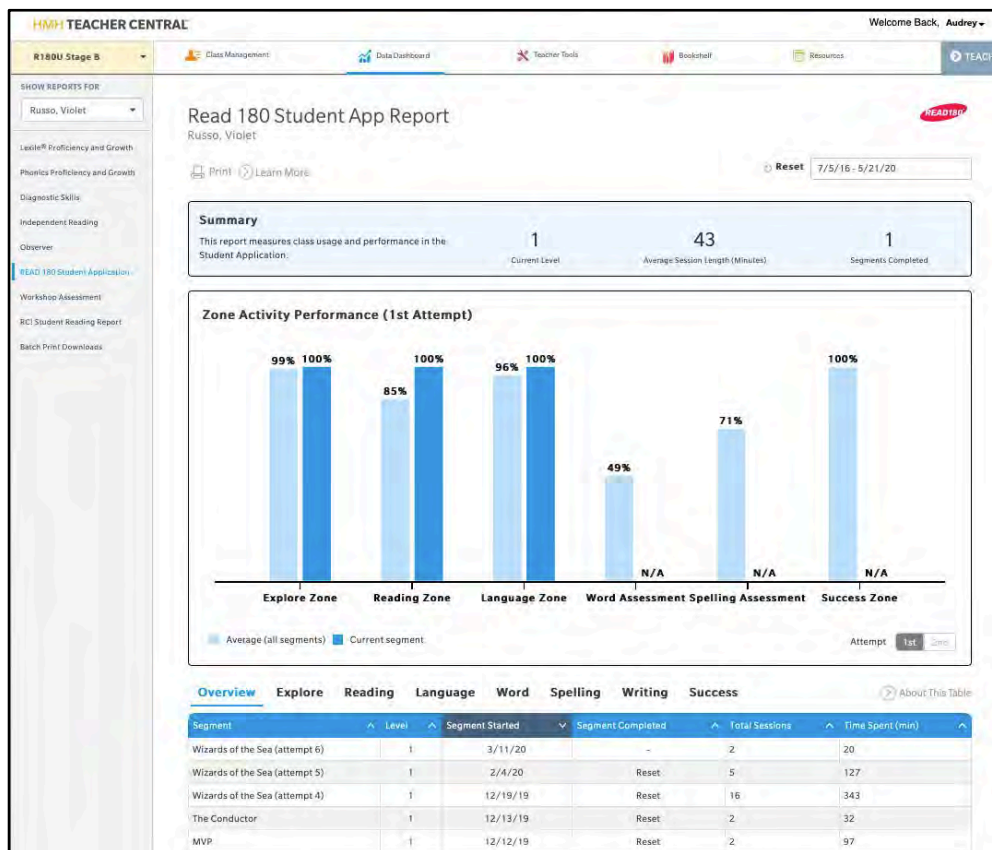 HMH TEACHER CENTRAL
Welcome Back, Audrey
R180U Stage B
Class Management
Data Dashboard
Teacher Tools
Bookshelf
Resources
TEACH
SHOW REPORTS FOR
Russo, Violet
Lexile® Proficiency and Growth
Phonics Proficiency and Growth
Diagnostic Skills
Independent Reading
Observer
READ 180 Student Application
Workshop Assessment
RCI Student Reading Report
Batch Print Downloads
Read 180 Student App Report
Russo, Violet
READ180
Print Learn More
Reset 7/5/16 - 5/21/20
Summary
This report measures class usage and performance in the
Student Application.
1 43 1
Current Level Average Session Length (Minutes) Segments Completed
Zone Activity Performance (1st Attempt)
99% 100% 85% 100% 96% 100% 49% N/A 71% N/A 100% N/A
Explore Zone Reading Zone Language Zone Word Assessment Spelling Assessment Success Zone
Average (all segments) Current segment
Attempt 1st 2nd
Overview Explore Reading Language Word Spelling Writing Success
About This Table
Segment Level Segment Started Segment Completed Total Sessions Time Spent (min)
Wizards of the Sea (attempt 6) 1 3/11/20 - 2 20
Wizards of the Sea (attempt 5) 1 2/4/20 Reset 5 127
Wizards of the Sea (attempt 4) 1 12/19/19 Reset 16 343
The Conductor 1 12/13/19 Reset 2 32
MVP 1 12/12/19 Reset 2 97